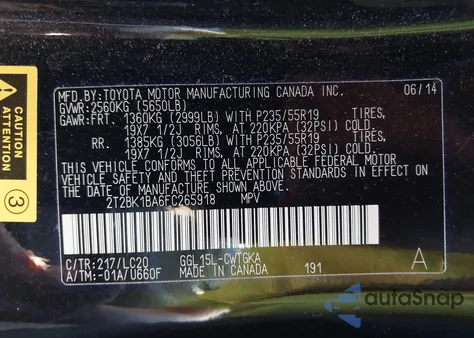 MFD.BY:TOYOTA MOTOR MANUFACTURING CANADA INC. 06/14
GVWR:2560KG (5650LB)
GAWR:FRT. 1360KG (2999LB) WITH P235/55R19 TIRES,
19X7 1/2J RIMS, AT 220KPA (32PSI) COLD.
RR. 1385KG (3056LB) WITH P235/55R19 TIRES,
19X7 1/2J RIMS, AT 220KPA (32PSI) COLD.
THIS VEHICLE CONFORMS TO ALL APPLICABLE FEDERAL MOTOR
VEHICLE SAFETY AND THEFT PREVENTION STANDARDS
IN EFFECT ON THE DATE OF MANUFACTURE SHOWN ABOVE.
2T2BK1BA6FC265918 MPV
C/TR:217/LC20 GGL15L-CWTGKA
A/TM:-01A/U660F MADE IN CANADA 191 A
ATTENTION
3
autoSnap